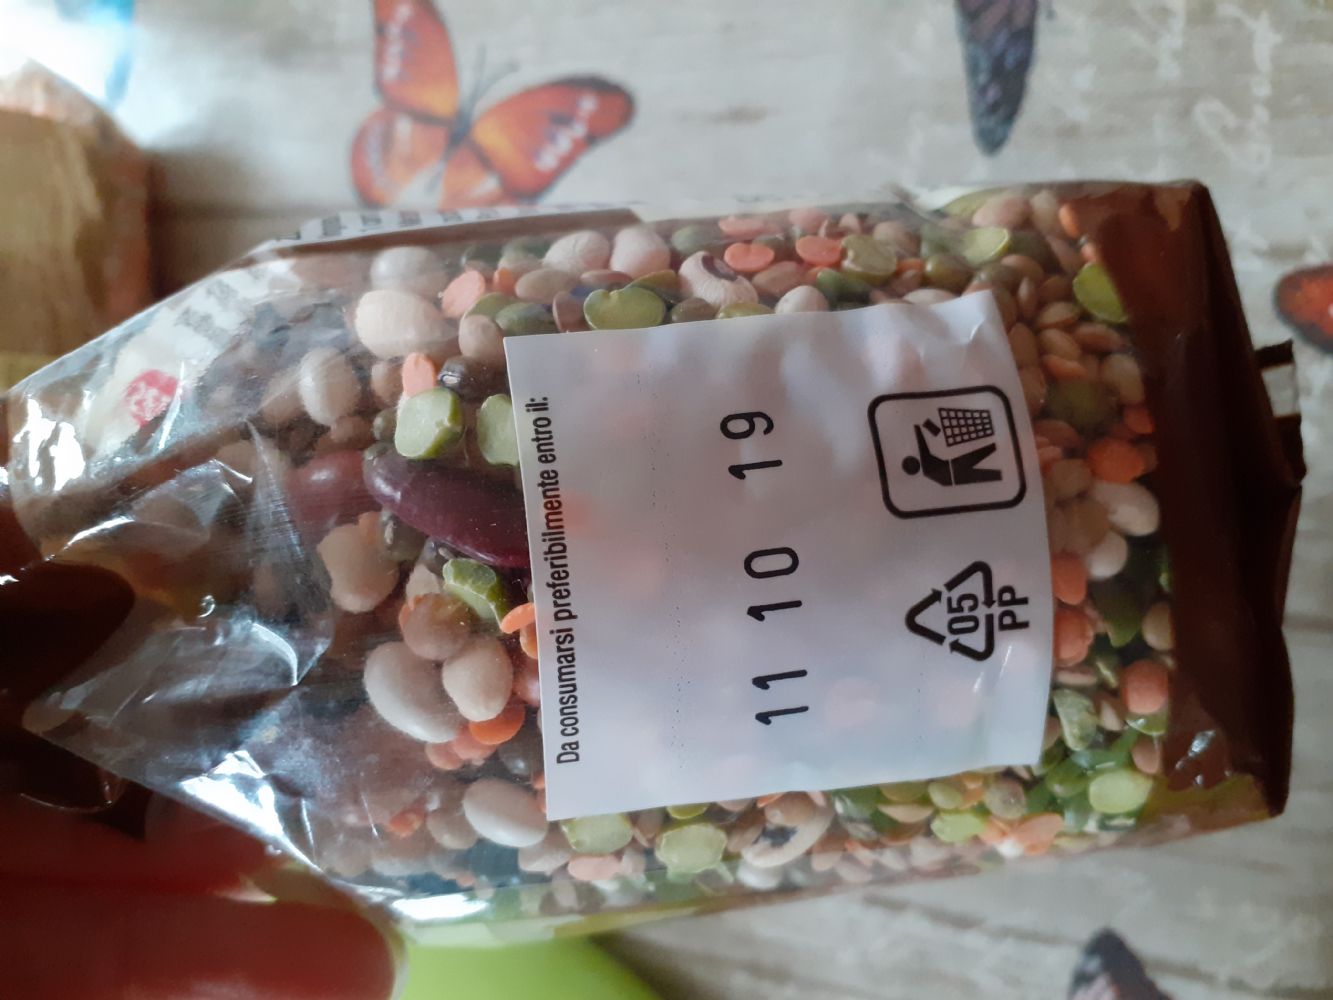 Da consumarsi preferibilmente entro il:
11 10 19
05
PP